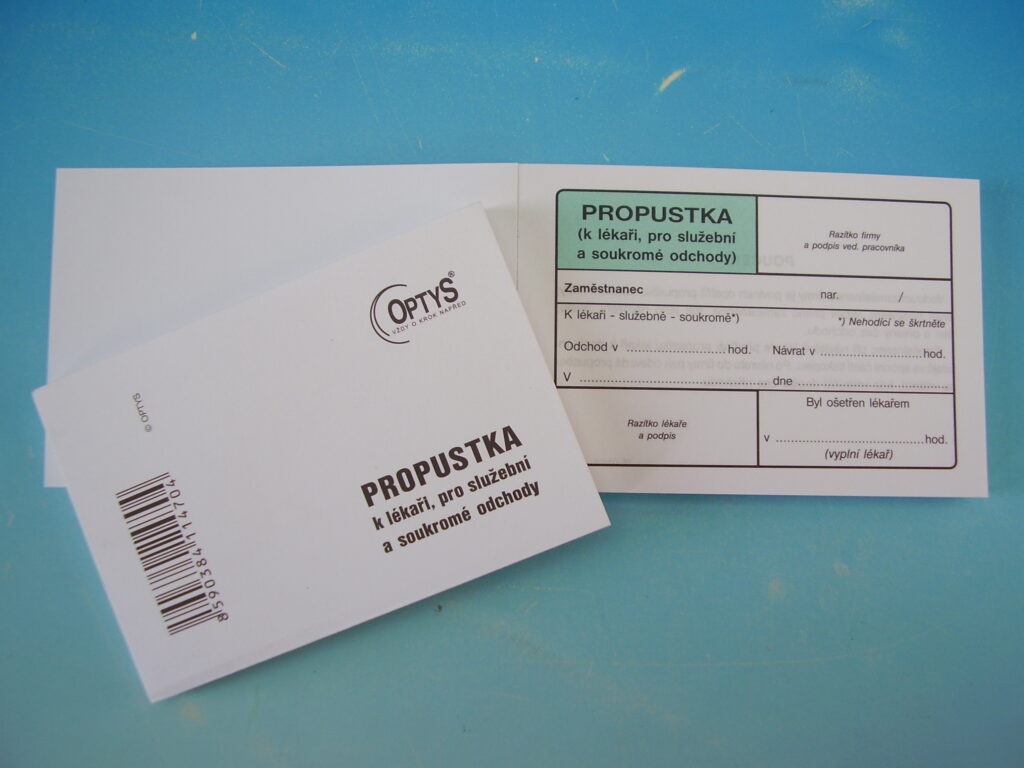 OPTYS®
VŽDY O KROK NAPŘED
© OPTYS
PROPUSTKA
k lékaři, pro služební
a soukromé odchody
8590384114704
PROPUSTKA
(k lékaři, pro služební
a soukromé odchody)
Razítko firmy
a podpis ved. pracovníka
Zaměstnanec nar. /
K lékaři - služebně - soukromě*) *) Nehodící se škrtněte
Odchod v ........................... hod. Návrat v ........................... hod.
V .................................................. dne ........................................
Razítko lékaře
a podpis
Byl ošetřen lékařem
v ........................................ hod.
(vyplní lékař)